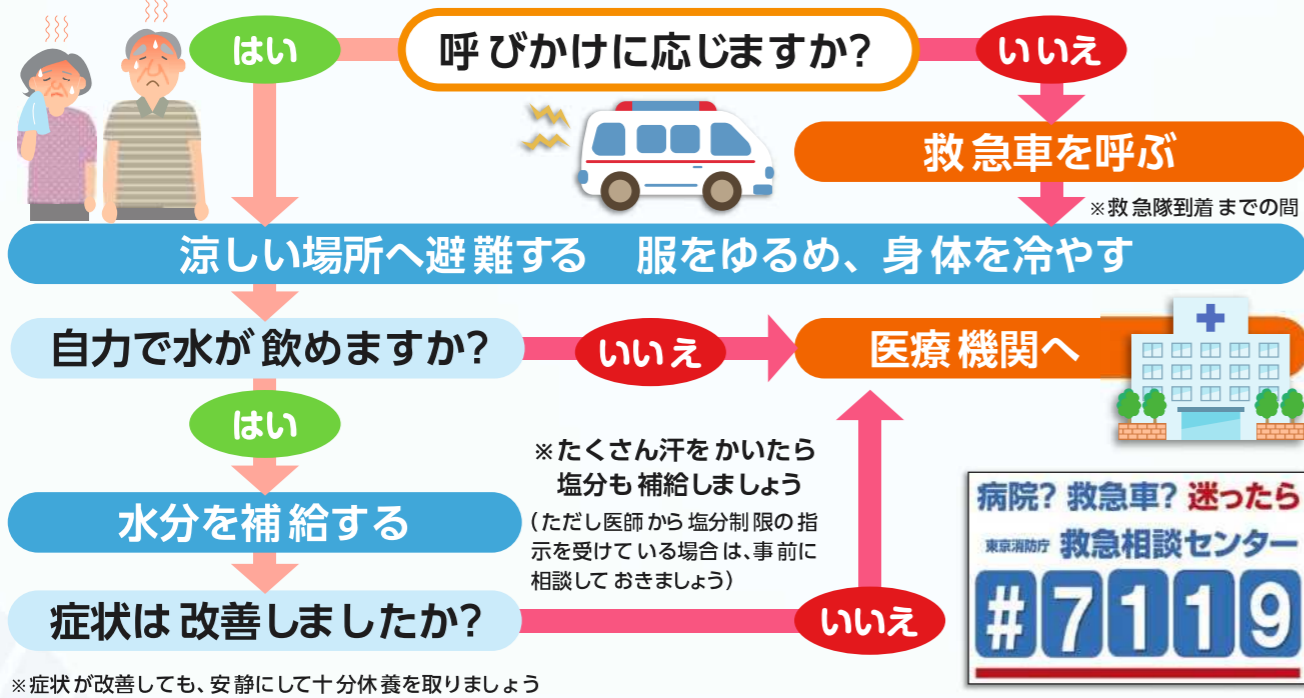 呼びかけに応じますか?
はい
いいえ
救急車を呼ぶ
※救急隊到着までの間
涼しい場所へ避難する 服をゆるめ、身体を冷やす
自力で水が飲めますか?
いいえ
医療機関へ
はい
※たくさん汗をかいたら
塩分も補給しましょう
(ただし医師から塩分制限の指
示を受けている場合は、事前に
相談しておきましょう)
水分を補給する
症状は改善しましたか?
いいえ
※症状が改善しても、安静にして十分休養を取りましょう
病院? 救急車? 迷ったら
東京消防庁 救急相談センター
#7119